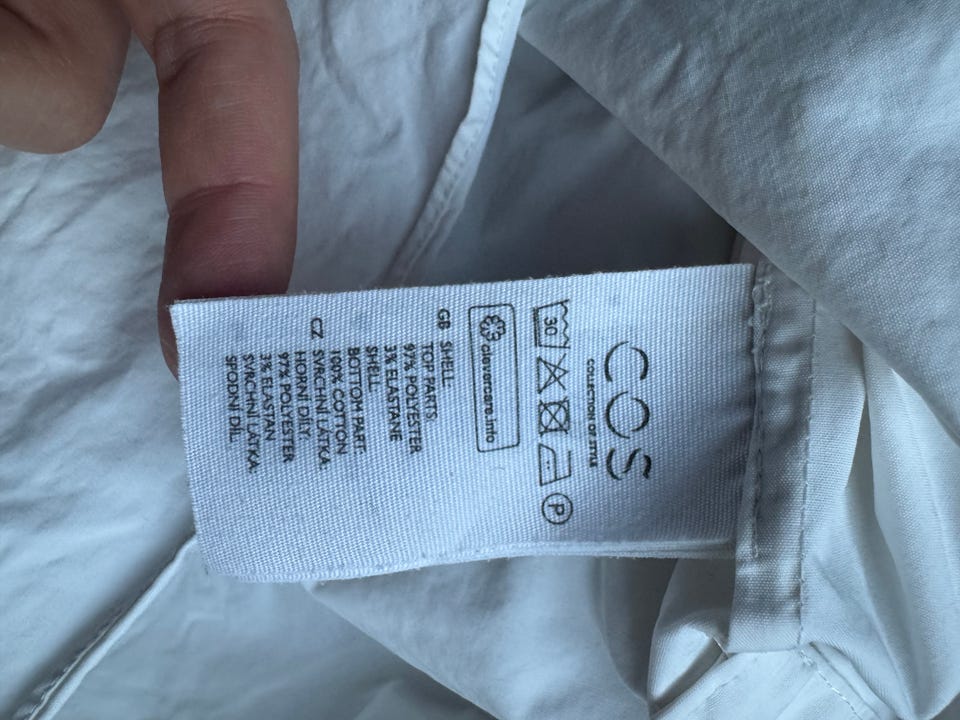 COS
COLLECTION OF STYLE
30
P
clevercare.info
GB SHELL:
TOP PARTS:
97% POLYESTER
3% ELASTANE
SHELL
BOTTOM PART:
100% COTTON
CZ SVRCHNÍ LÁTKA.
HORNÍ DÍLY:
97% POLYESTER
3% ELASTAN
SVRCHNÍ LÁTKA.
SPODNÍ DÍL.